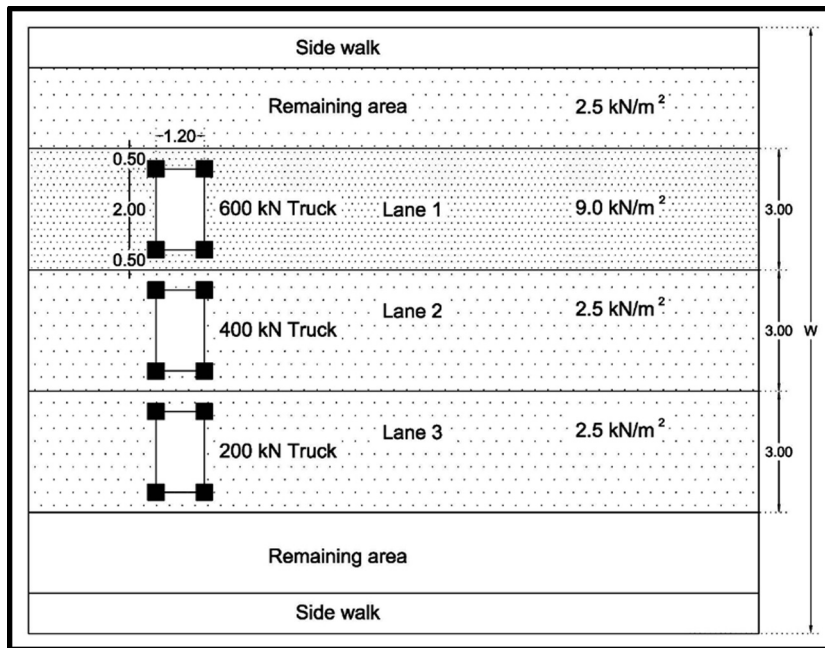 Side walk
Remaining area 2.5 kN/m²
1.20
0.50
2.00
0.50
600 kN Truck Lane 1 9.0 kN/m²
3.00
400 kN Truck Lane 2 2.5 kN/m²
3.00 W
200 kN Truck Lane 3 2.5 kN/m²
3.00
Remaining area
Side walk